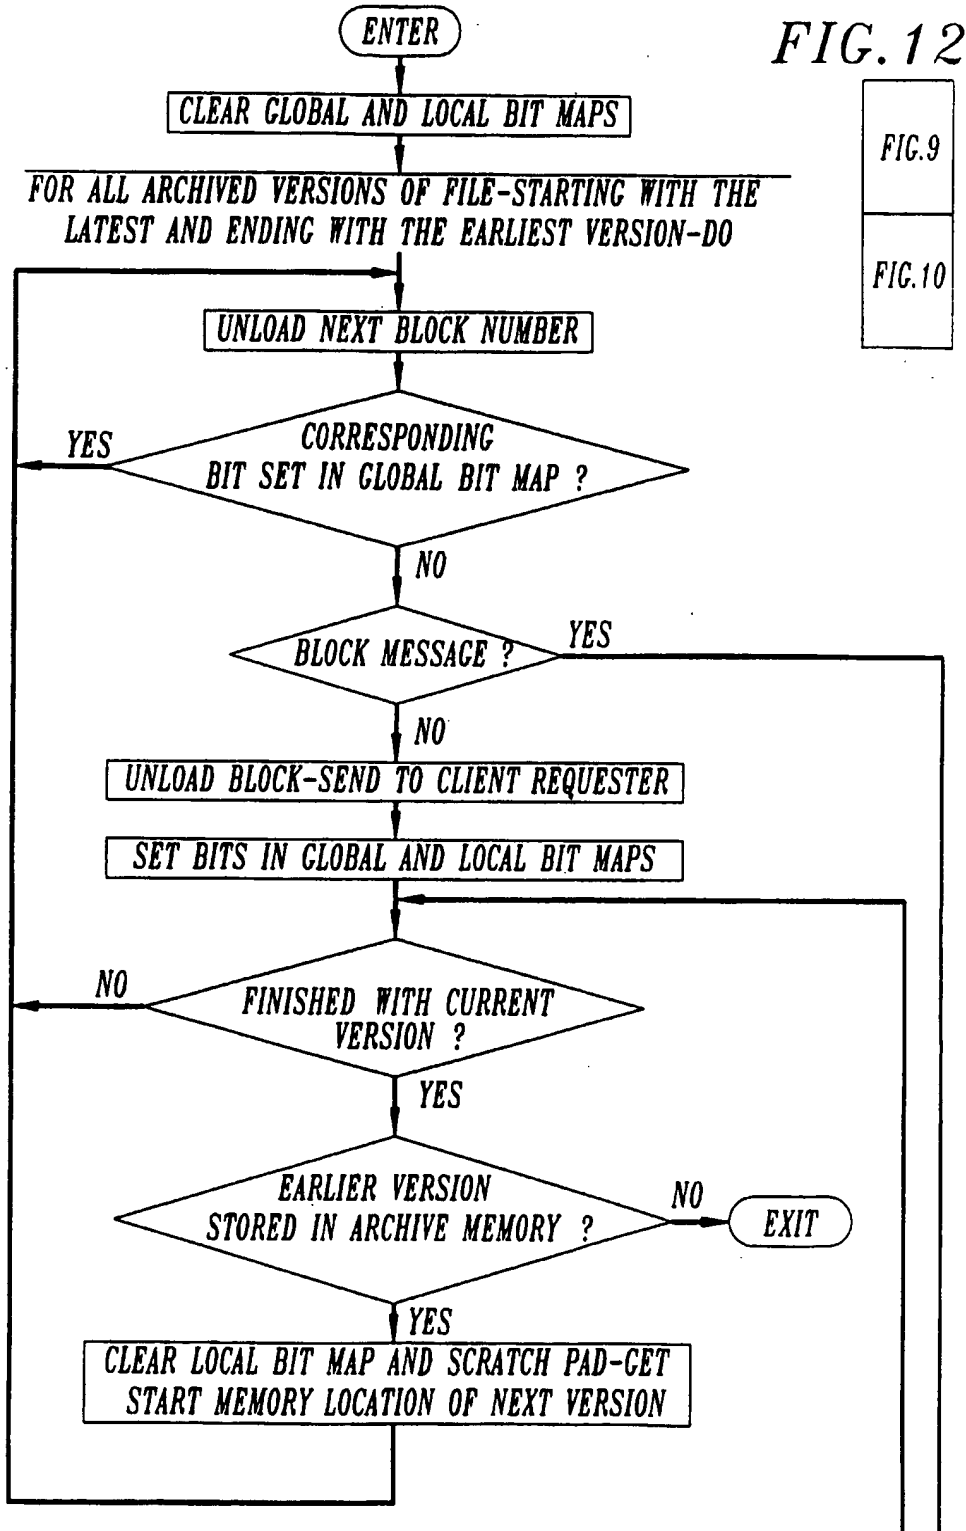 ENTER
FIG. 12
CLEAR GLOBAL AND LOCAL BIT MAPS
FIG.9
FIG.10
FOR ALL ARCHIVED VERSIONS OF FILE-STARTING WITH THE
LATEST AND ENDING WITH THE EARLIEST VERSION-DO
UNLOAD NEXT BLOCK NUMBER
CORRESPONDING
BIT SET IN GLOBAL BIT MAP ?
YES
NO
BLOCK MESSAGE ?
YES
NO
UNLOAD BLOCK-SEND TO CLIENT REQUESTER
SET BITS IN GLOBAL AND LOCAL BIT MAPS
NO
FINISHED WITH CURRENT
VERSION ?
YES
EARLIER VERSION
STORED IN ARCHIVE MEMORY ?
NO
EXIT
YES
CLEAR LOCAL BIT MAP AND SCRATCH PAD-GET
START MEMORY LOCATION OF NEXT VERSION